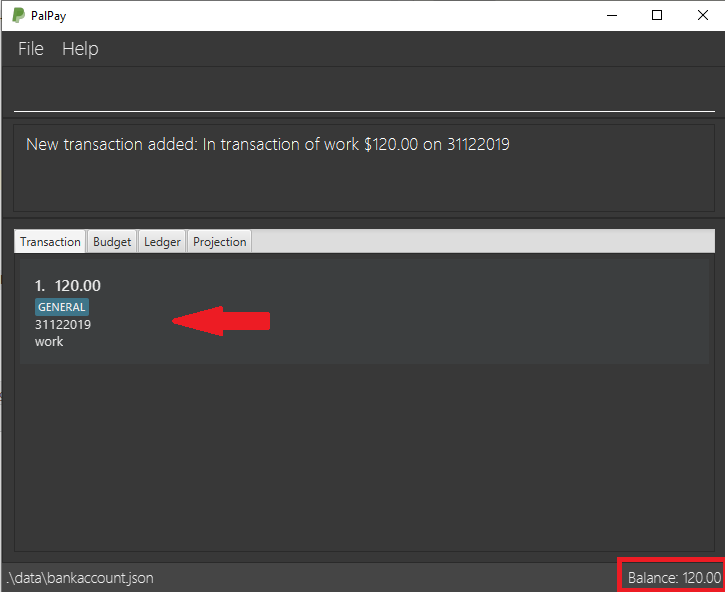 PalPay
File Help
New transaction added: In transaction of work $120.00 on 31122019
Transaction Budget Ledger Projection
1. 120.00
GENERAL
31122019
work
.\data\bankaccount.json
Balance: 120.00